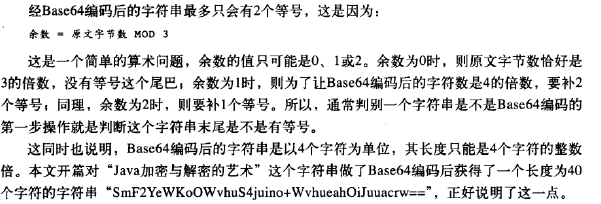 经Base64编码后的字符串最多只会有2个等号，这是因为：
余数 = 原文字节数 MOD 3
这是一个简单的算术问题，余数的值只可能是0、1或2。余数为0时，则原文字节数恰好是
3的倍数，没有等号这个尾巴；余数为1时，则为了让Base64编码后的字符数是4的倍数，要补2
个等号；同理，余数为2时，则要补1个等号。所以，通常判别一个字符串是不是Base64编码的
第一步操作就是判断这个字符串末尾是不是有等号。
这同时也说明，Base64编码后的字符串是以4个字符为单位，其长度只能是4个字符的整数
倍。本文开篇对“Java加密与解密的艺术”这个字符串做了Base64编码后获得了一个长度为40
个字符的字符串“SmF2YeWKoOWvhuS4juino+WvhueahOiJuuacrw==”，正好说明了这一点。